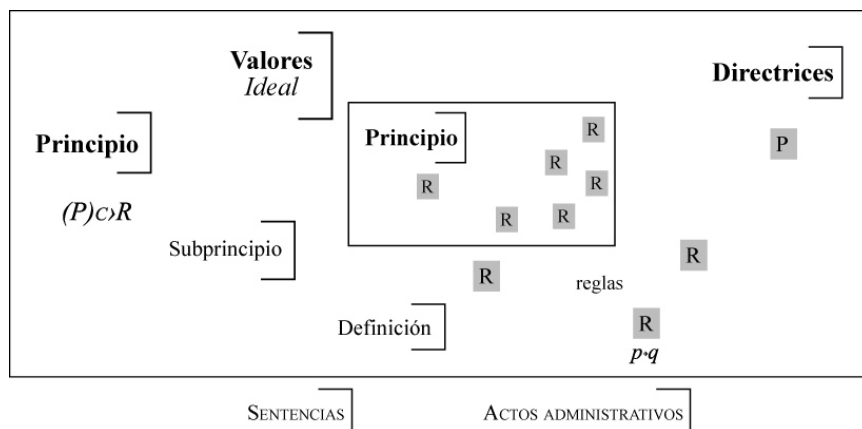 Valores
Ideal
Directrices
Principio
Principio
R
R
R
R
R
R
P
(P)C›R
Subprincipio
R
reglas
R
Definición
R
p→q
SENTENCIAS
ACTOS ADMINISTRATIVOS